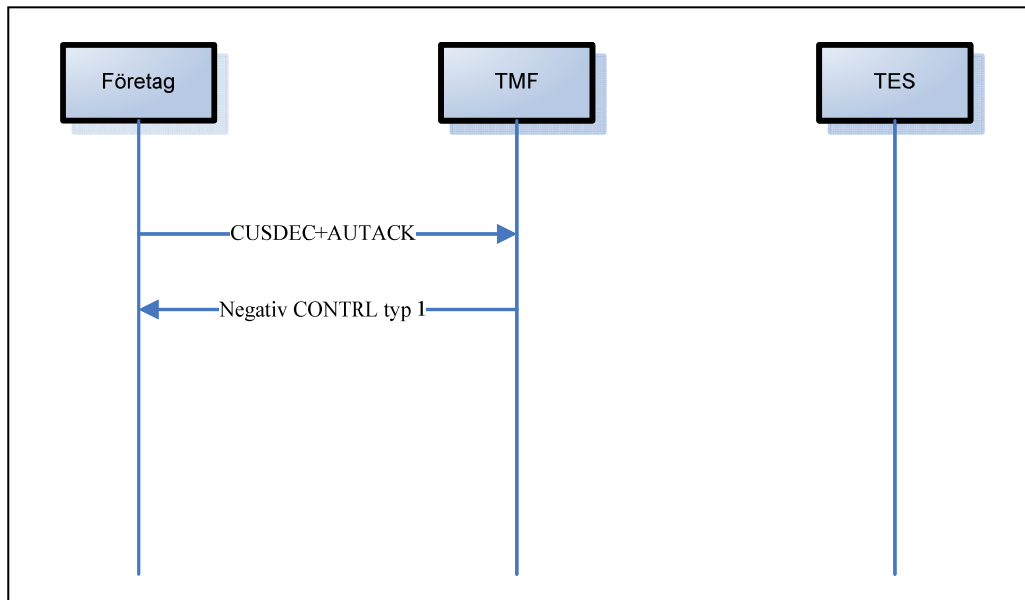 Företag
TMF
TES
CUSDEC+AUTACK
Negativ CONTRL typ 1